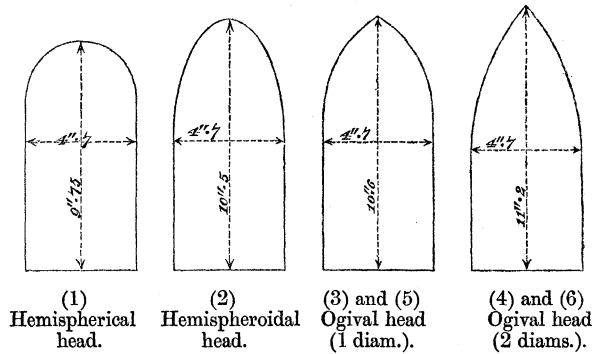 4"·7
9"·75
4"·7
10"·5
4"·7
10"·6
4"·7
11"·2
(1)
Hemispherical
head.
(2)
Hemispheroidal
head.
(3) and (5)
Ogival head
(1 diam.).
(4) and (6)
Ogival head
(2 diams.).